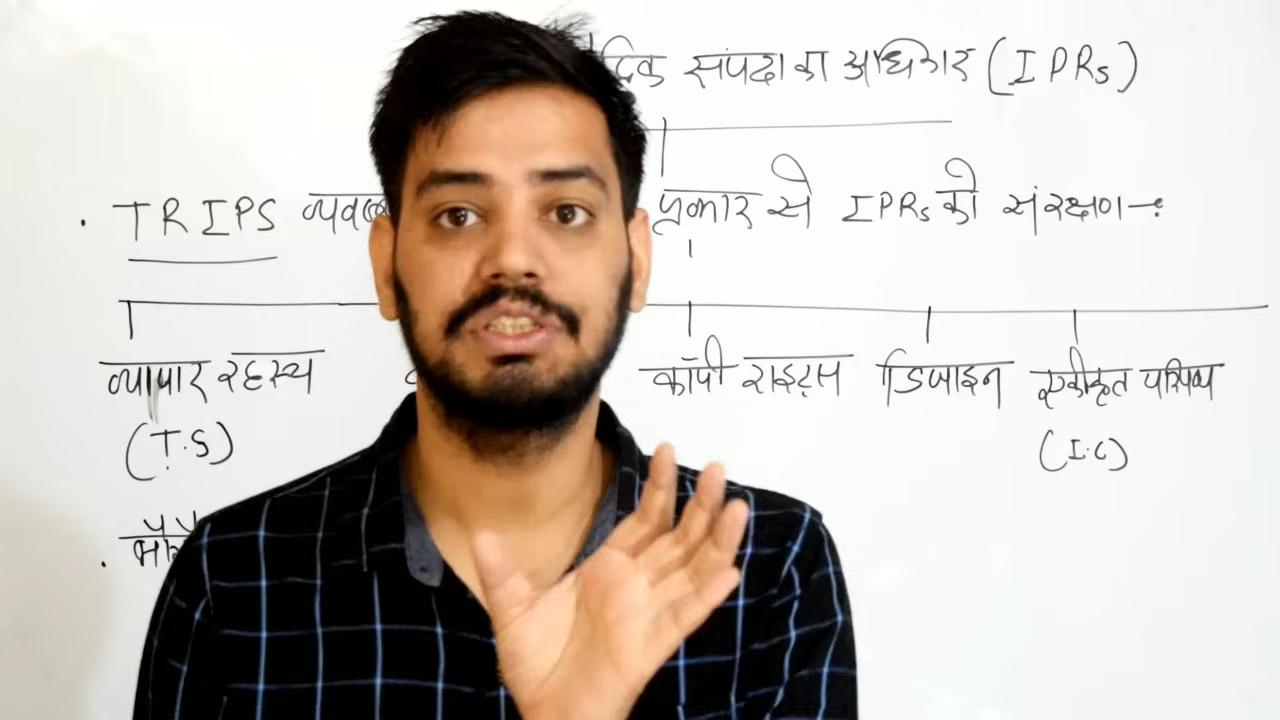 संपदा का अधिकार (IPRs)
. TRIPS प्रकार से IPRs को संरक्षण →:
व्यापार रहस्य कॉपी राइट्स डिजाइन एकीकृत परिपथ
(T.S) (I.C)